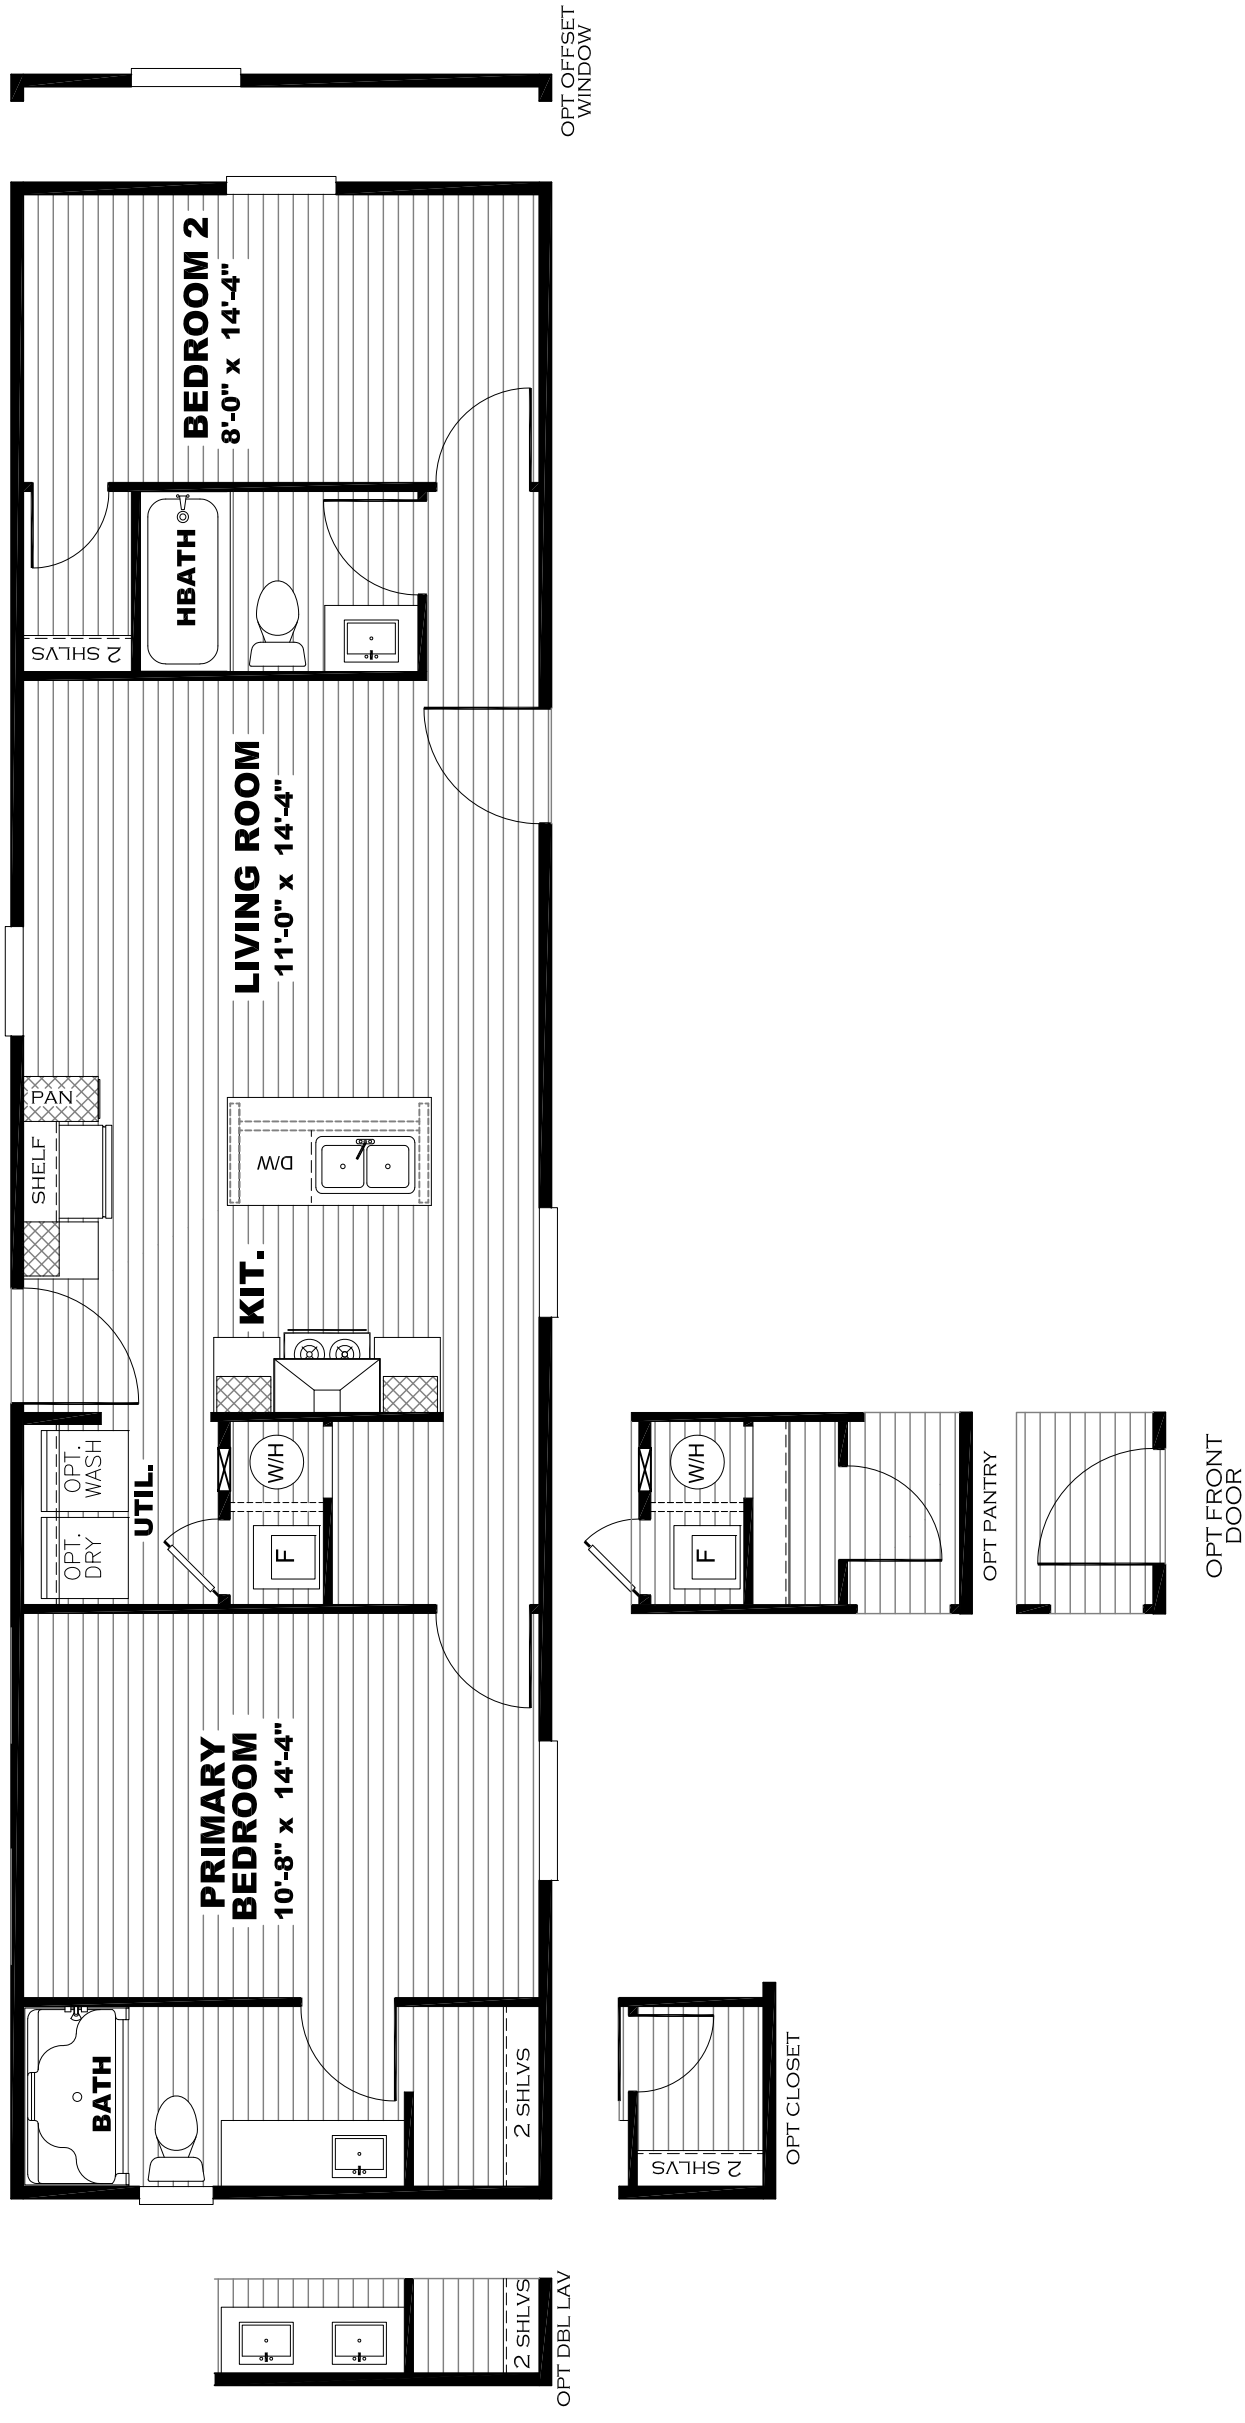 OPT OFFSET
WINDOW
BEDROOM 2
8'-0" x 14'-4"
HBATH
2 SHLVS
LIVING ROOM
11'-0" x 14'-4"
PAN
SHELF
D/W
KIT.
OPT.
WASH
UTIL.
OPT.
DRY
W/H
F
W/H
F
OPT PANTRY
OPT FRONT
DOOR
PRIMARY
BEDROOM
10'-8" x 14'-4"
BATH
2 SHLVS
2 SHLVS
OPT CLOSET
2 SHLVS
OPT DBL LAV